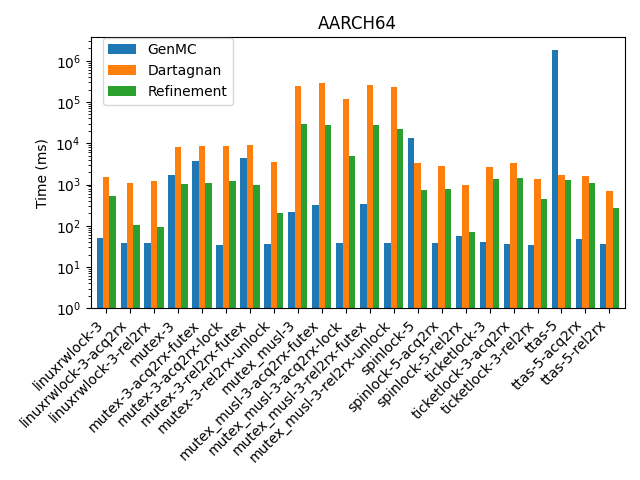 AARCH64
GenMC
Dartagnan
Refinement
Time (ms)
10^6
10^5
10^4
10^3
10^2
10^1
10^0
linuxrwlock-3
linuxrwlock-3-acq2rx
linuxrwlock-3-rel2rx
mutex-3
mutex-3-acq2rx-futex
mutex-3-acq2rx-lock
mutex-3-rel2rx-futex
mutex-3-rel2rx-unlock
mutex_musl-3
mutex_musl-3-acq2rx-futex
mutex_musl-3-acq2rx-lock
mutex_musl-3-rel2rx-futex
mutex_musl-3-rel2rx-unlock
spinlock-5
spinlock-5-acq2rx
spinlock-5-rel2rx
ticketlock-3
ticketlock-3-acq2rx
ticketlock-3-rel2rx
ttas-5
ttas-5-acq2rx
ttas-5-rel2rx